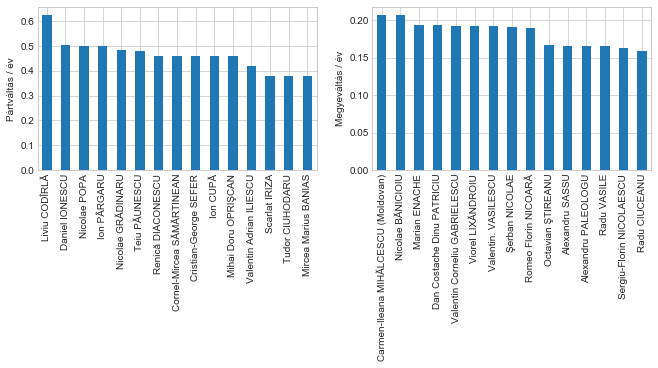 Pártváltás / év
0.6
0.5
0.4
0.3
0.2
0.1
0.0
Liviu CODÎRLĂ
Daniel IONESCU
Nicolae POPA
Ion PÂRGARU
Nicolae GRĂDINARU
Teiu PĂUNESCU
Renică DIACONESCU
Cornel-Mircea SĂMĂRTINEAN
Cristian-George SEFER
Ion CUPĂ
Mihai Doru OPRIŞCAN
Valentin Adrian ILIESCU
Scarlat IRIZA
Tudor CIUHODARU
Mircea Marius BANIAS
Megyeváltás / év
0.20
0.15
0.10
0.05
0.00
Carmen-Ileana MIHĂLCESCU (Moldovan)
Nicolae BĂNICIOIU
Marian ENACHE
Dan Costache Dinu PATRICIU
Valentin Corneliu GABRIELESCU
Viorel LIXĂNDROIU
Valentin. VASILESCU
Şerban NICOLAE
Romeo Florin NICOARĂ
Octavian ŞTIREANU
Alexandru SASSU
Alexandru PALEOLOGU
Radu VASILE
Sergiu-Florin NICOLAESCU
Radu CIUCEANU